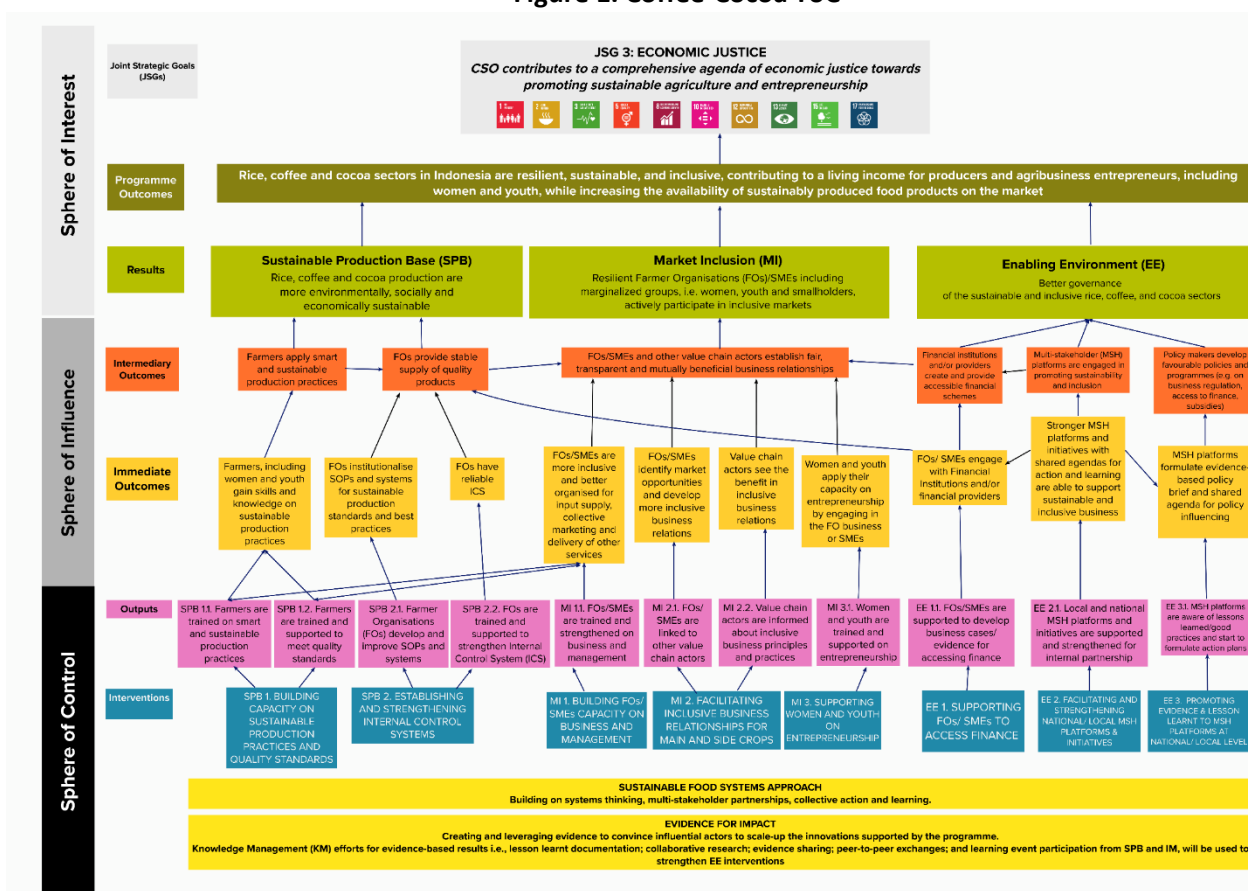 Figure 1. Coffee-Cocoa ToC
Sphere of Interest
Joint Strategic Goals
(JSGs)
JSG 3: ECONOMIC JUSTICE
CSO contributes to a comprehensive agenda of economic justice towards
promoting sustainable agriculture and entrepreneurship
1
2
3
5
8
10
12
13
15
17
Programme
Outcomes
Rice, coffee and cocoa sectors in Indonesia are resilient, sustainable, and inclusive, contributing to a living income for producers and agribusiness entrepreneurs, including
women and youth, while increasing the availability of sustainably produced food products on the market
Results
Sustainable Production Base (SPB)
Rice, coffee and cocoa production are
more environmentally, socially and
economically sustainable
Market Inclusion (MI)
Resilient Farmer Organisations (FOs)/SMEs including
marginalized groups, i.e. women, youth and smallholders,
actively participate in inclusive markets
Enabling Environment (EE)
Better governance
of the sustainable and inclusive rice, coffee, and cocoa sectors
Sphere of Influence
Intermediary
Outcomes
Farmers apply smart
and sustainable
production practices
FOs provide stable
supply of quality
products
FOs/SMEs and other value chain actors establish fair,
transparent and mutually beneficial business relationships
Financial institutions
and/or providers
create and provide
accessible financial
schemes
Multi-stakeholder (MSH)
platforms are engaged in
promoting sustainability
and inclusion
Policy makers develop
favourable policies and
programmes (e.g. on
business regulation,
access to finance,
subsidies)
Immediate
Outcomes
Farmers, including
women and youth
gain skills and
knowledge on
sustainable
production
practices
FOs institutionalise
SOPs and systems
for sustainable
production
standards and best
practices
FOs have
reliable ICS
FOs/SMEs are
more inclusive
and better
organised for
input supply,
collective
marketing and
delivery of other
services
FOs/SMEs
identify market
opportunities
and develop
more inclusive
business
relations
Value chain
actors see the
benefit in
inclusive
business
relations
Women and youth
apply their
capacity on
entrepreneurship
by engaging in
the FO business
or SMEs
FOs/ SMEs engage
with Financial
Institutions and/or
financial providers
Stronger MSH
platforms and
initiatives with
shared agendas for
action and learning
are able to support
sustainable and
inclusive business
MSH platforms
formulate evidence-
based policy
brief and shared
agenda for policy
influencing
Sphere of Control
Outputs
SPB 1.1. Farmers are
trained on smart
and sustainable
production
practices
SPB 1.2. Farmers
are trained and
supported to
meet quality
standards
SPB 2.1. Farmer
Organisations
(FOs) develop and
improve SOPs and
systems
SPB 2.2. FOs are
trained and
supported to
strengthen Internal
Control System (ICS)
MI 1.1. FOs/SMEs
are trained and
strengthened on
business and
management
MI 2.1. FOs/
SMEs are
linked to
other value
chain actors
MI 2.2. Value chain
actors are informed
about inclusive
business principles
and practices
MI 3.1. Women
and youth are
trained and
supported on
entrepreneurship
EE 1.1. FOs/SMEs are
supported to develop
business cases/
evidence for
accessing finance
EE 2.1. Local and national
MSH platforms and
initiatives are supported
and strengthened for
internal partnership
EE 3.1. MSH platforms
are aware of lessons
learned/good
practices and start to
formulate action plans
Interventions
SPB 1. BUILDING
CAPACITY ON
SUSTAINABLE
PRODUCTION
PRACTICES AND
QUALITY STANDARDS
SPB 2. ESTABLISHING
AND STRENGTHENING
INTERNAL CONTROL
SYSTEMS
MI 1. BUILDING FOs/
SMEs CAPACITY ON
BUSINESS AND
MANAGEMENT
MI 2. FACILITATING
INCLUSIVE BUSINESS
RELATIONSHIPS FOR
MAIN AND SIDE CROPS
MI 3. SUPPORTING
WOMEN AND YOUTH
ON
ENTREPRENEURSHIP
EE 1. SUPPORTING
FOs/ SMEs TO
ACCESS FINANCE
EE 2. FACILITATING AND
STRENGTHENING
NATIONAL/ LOCAL MSH
PLATFORMS &
INITIATIVES
EE 3. PROMOTING
EVIDENCE & LESSON
LEARNT TO MSH
PLATFORMS AT
NATIONAL/ LOCAL LEVEL
SUSTAINABLE FOOD SYSTEMS APPROACH
Building on systems thinking, multi-stakeholder partnerships, collective action and learning.
EVIDENCE FOR IMPACT
Creating and leveraging evidence to convince influential actors to scale-up the innovations supported by the programme.
Knowledge Management (KM) efforts for evidence-based results i.e., lesson learnt documentation; collaborative research; evidence sharing; peer-to-peer exchanges; and learning event participation from SPB and IM, will be used to
strengthen EE interventions